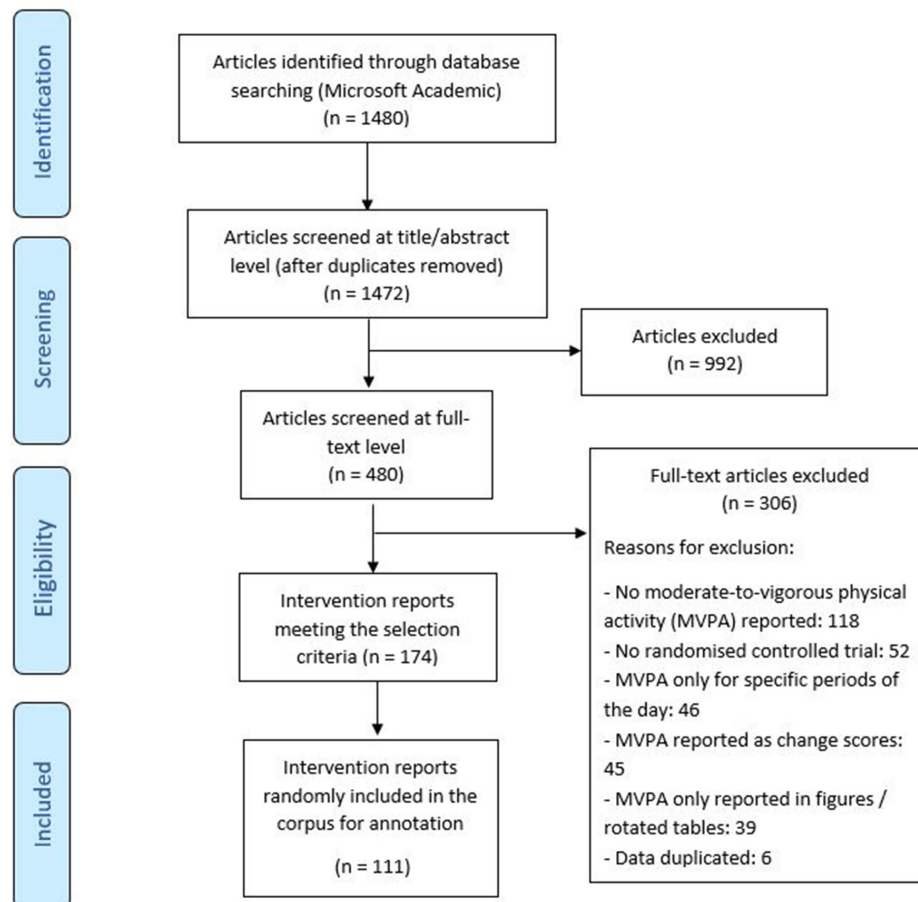 Identification
Articles identified through database
searching (Microsoft Academic)
(n = 1480)
Screening
Articles screened at title/abstract
level (after duplicates removed)
(n = 1472)
Articles excluded
(n = 992)
Articles screened at full-
text level
(n = 480)
Eligibility
Full-text articles excluded
(n = 306)
Reasons for exclusion:
- No moderate-to-vigorous physical
activity (MVPA) reported: 118
- No randomised controlled trial: 52
- MVPA only for specific periods of
the day: 46
- MVPA reported as change scores:
45
- MVPA only reported in figures /
rotated tables: 39
- Data duplicated: 6
Intervention reports
meeting the selection
criteria (n = 174)
Included
Intervention reports
randomly included in the
corpus for annotation
(n = 111)